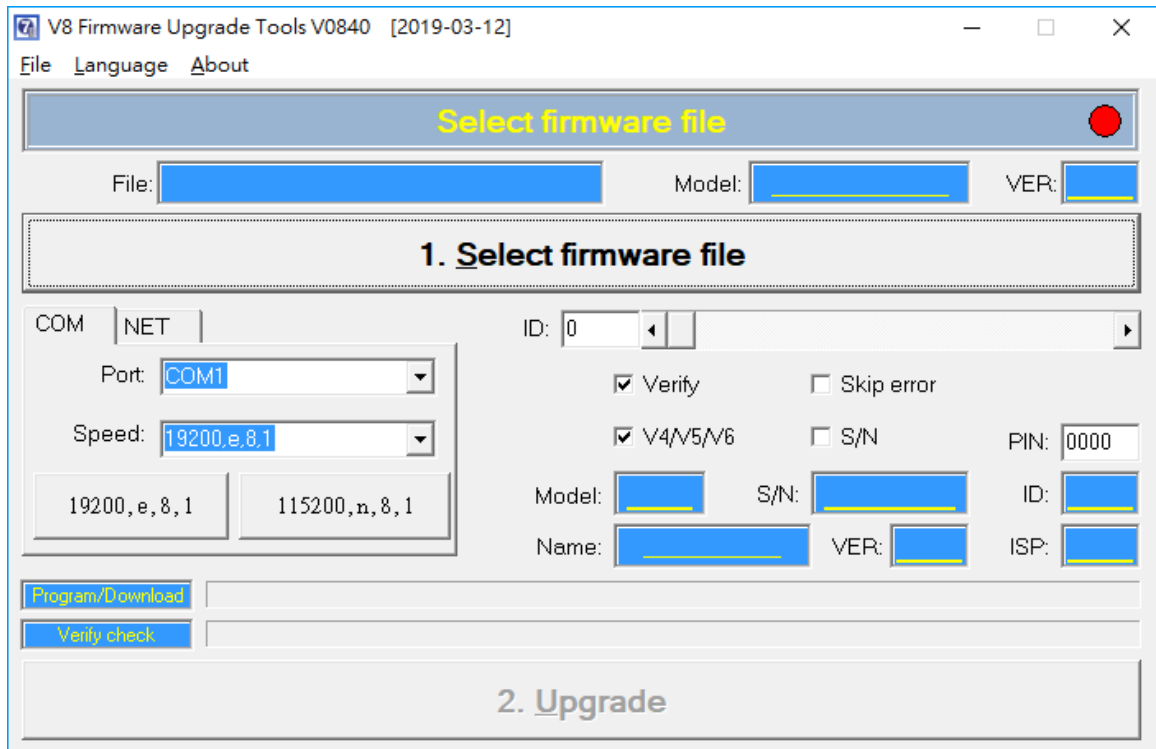 V8 Firmware Upgrade Tools V0840 [2019-03-12]
File Language About
Select firmware file
File: Model: VER:
1. Select firmware file
COM NET ID: 0
Port: COM1 Verify Skip error
Speed: 19200,e,8,1 V4/V5/V6 S/N PIN: 0000
19200,e,8,1 115200,n,8,1 Model: S/N: ID:
Name: VER: ISP:
Program/Download
Verify check
2. Upgrade